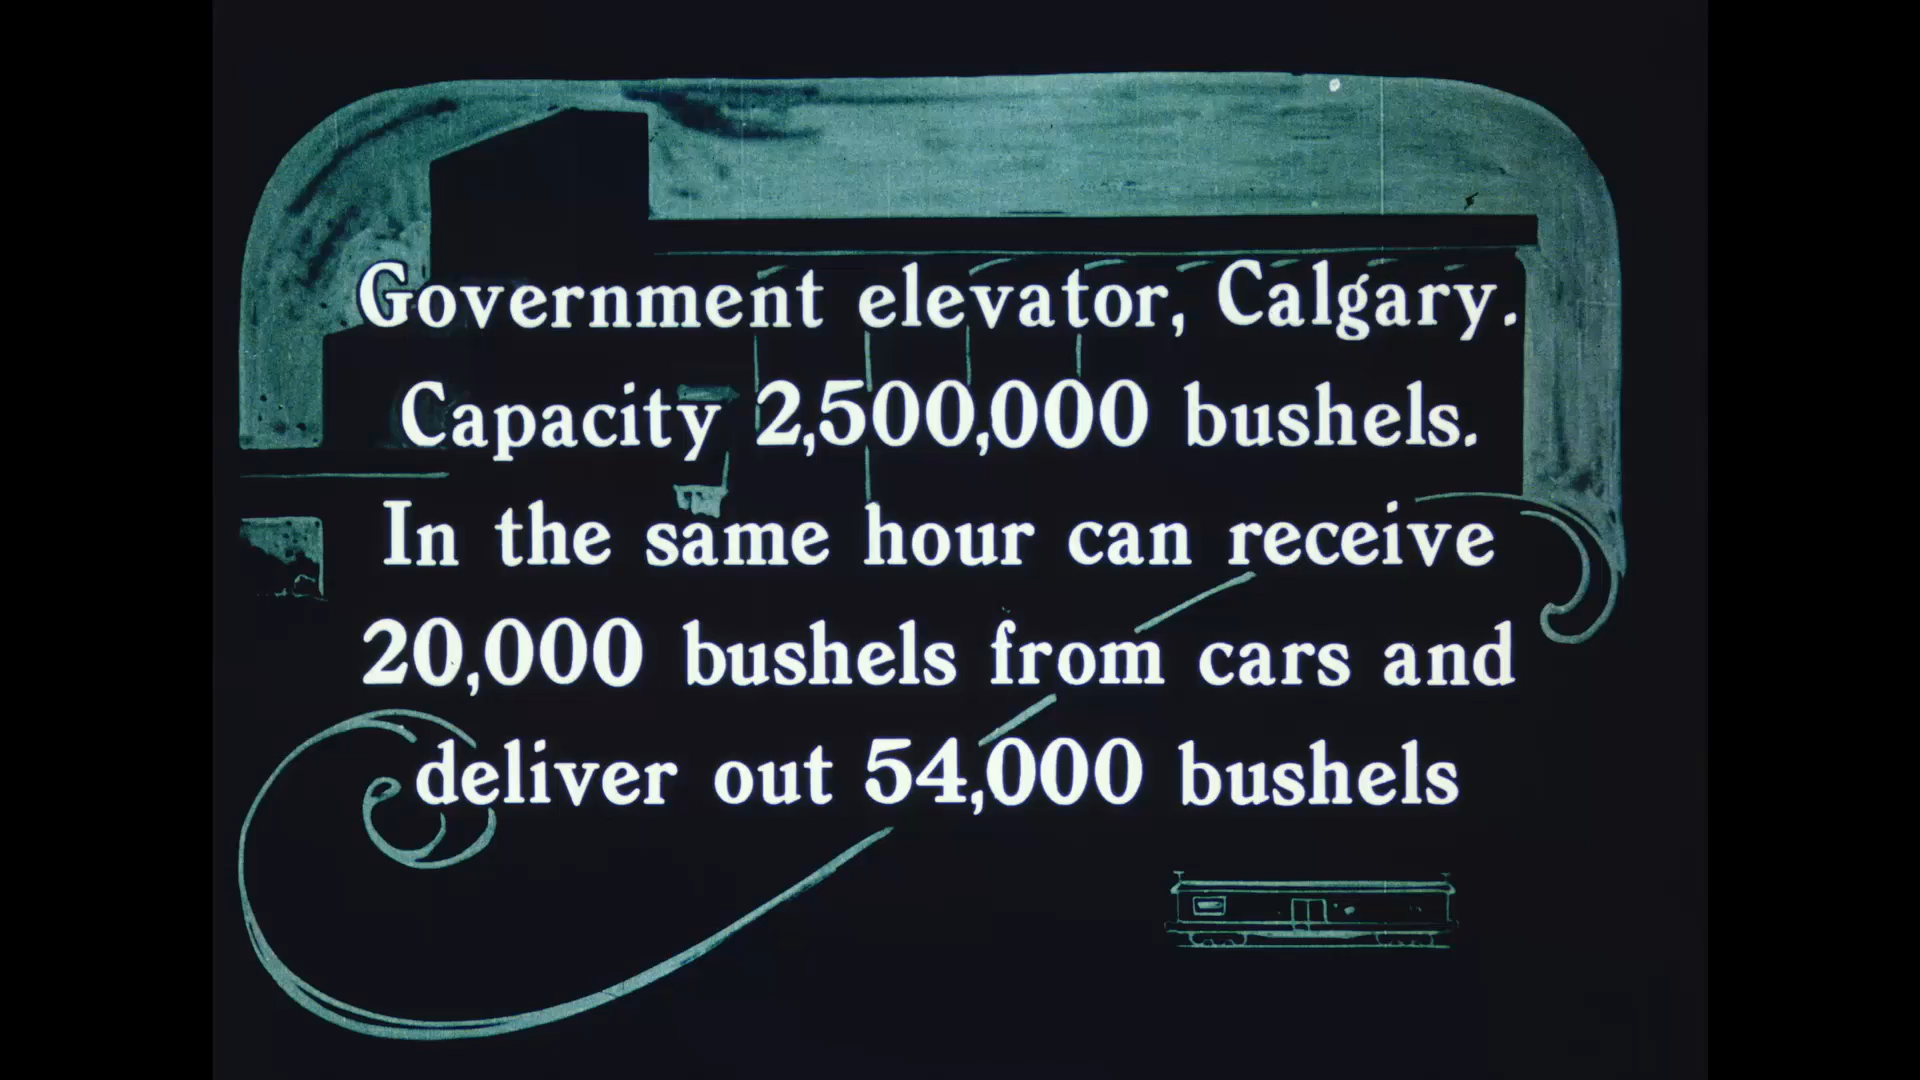 Government elevator, Calgary.
Capacity 2,500,000 bushels.
In the same hour can receive
20,000 bushels from cars and
deliver out 54,000 bushels